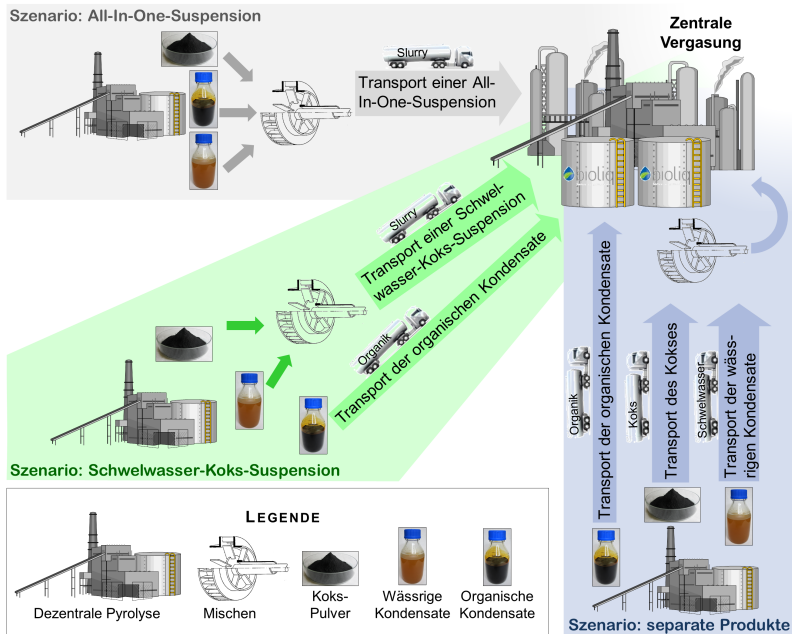 Szenario: All-In-One-Suspension
Slurry
Transport einer All-
In-One-Suspension
Zentrale
Vergasung
bioliq
bioliq
Slurry
Transport einer Schwel-
wasser-Koks-Suspension
Organik
Transport der organischen Kondensate
Szenario: Schwelwasser-Koks-Suspension
Organik
Transport der organischen Kondensate
Koks
Transport des Kokses
Schwelwasser
Transport der wäss-
rigen Kondensate
Szenario: separate Produkte
LEGENDE
Dezentrale Pyrolyse
Mischen
Koks-
Pulver
Wässrige
Kondensate
Organische
Kondensate